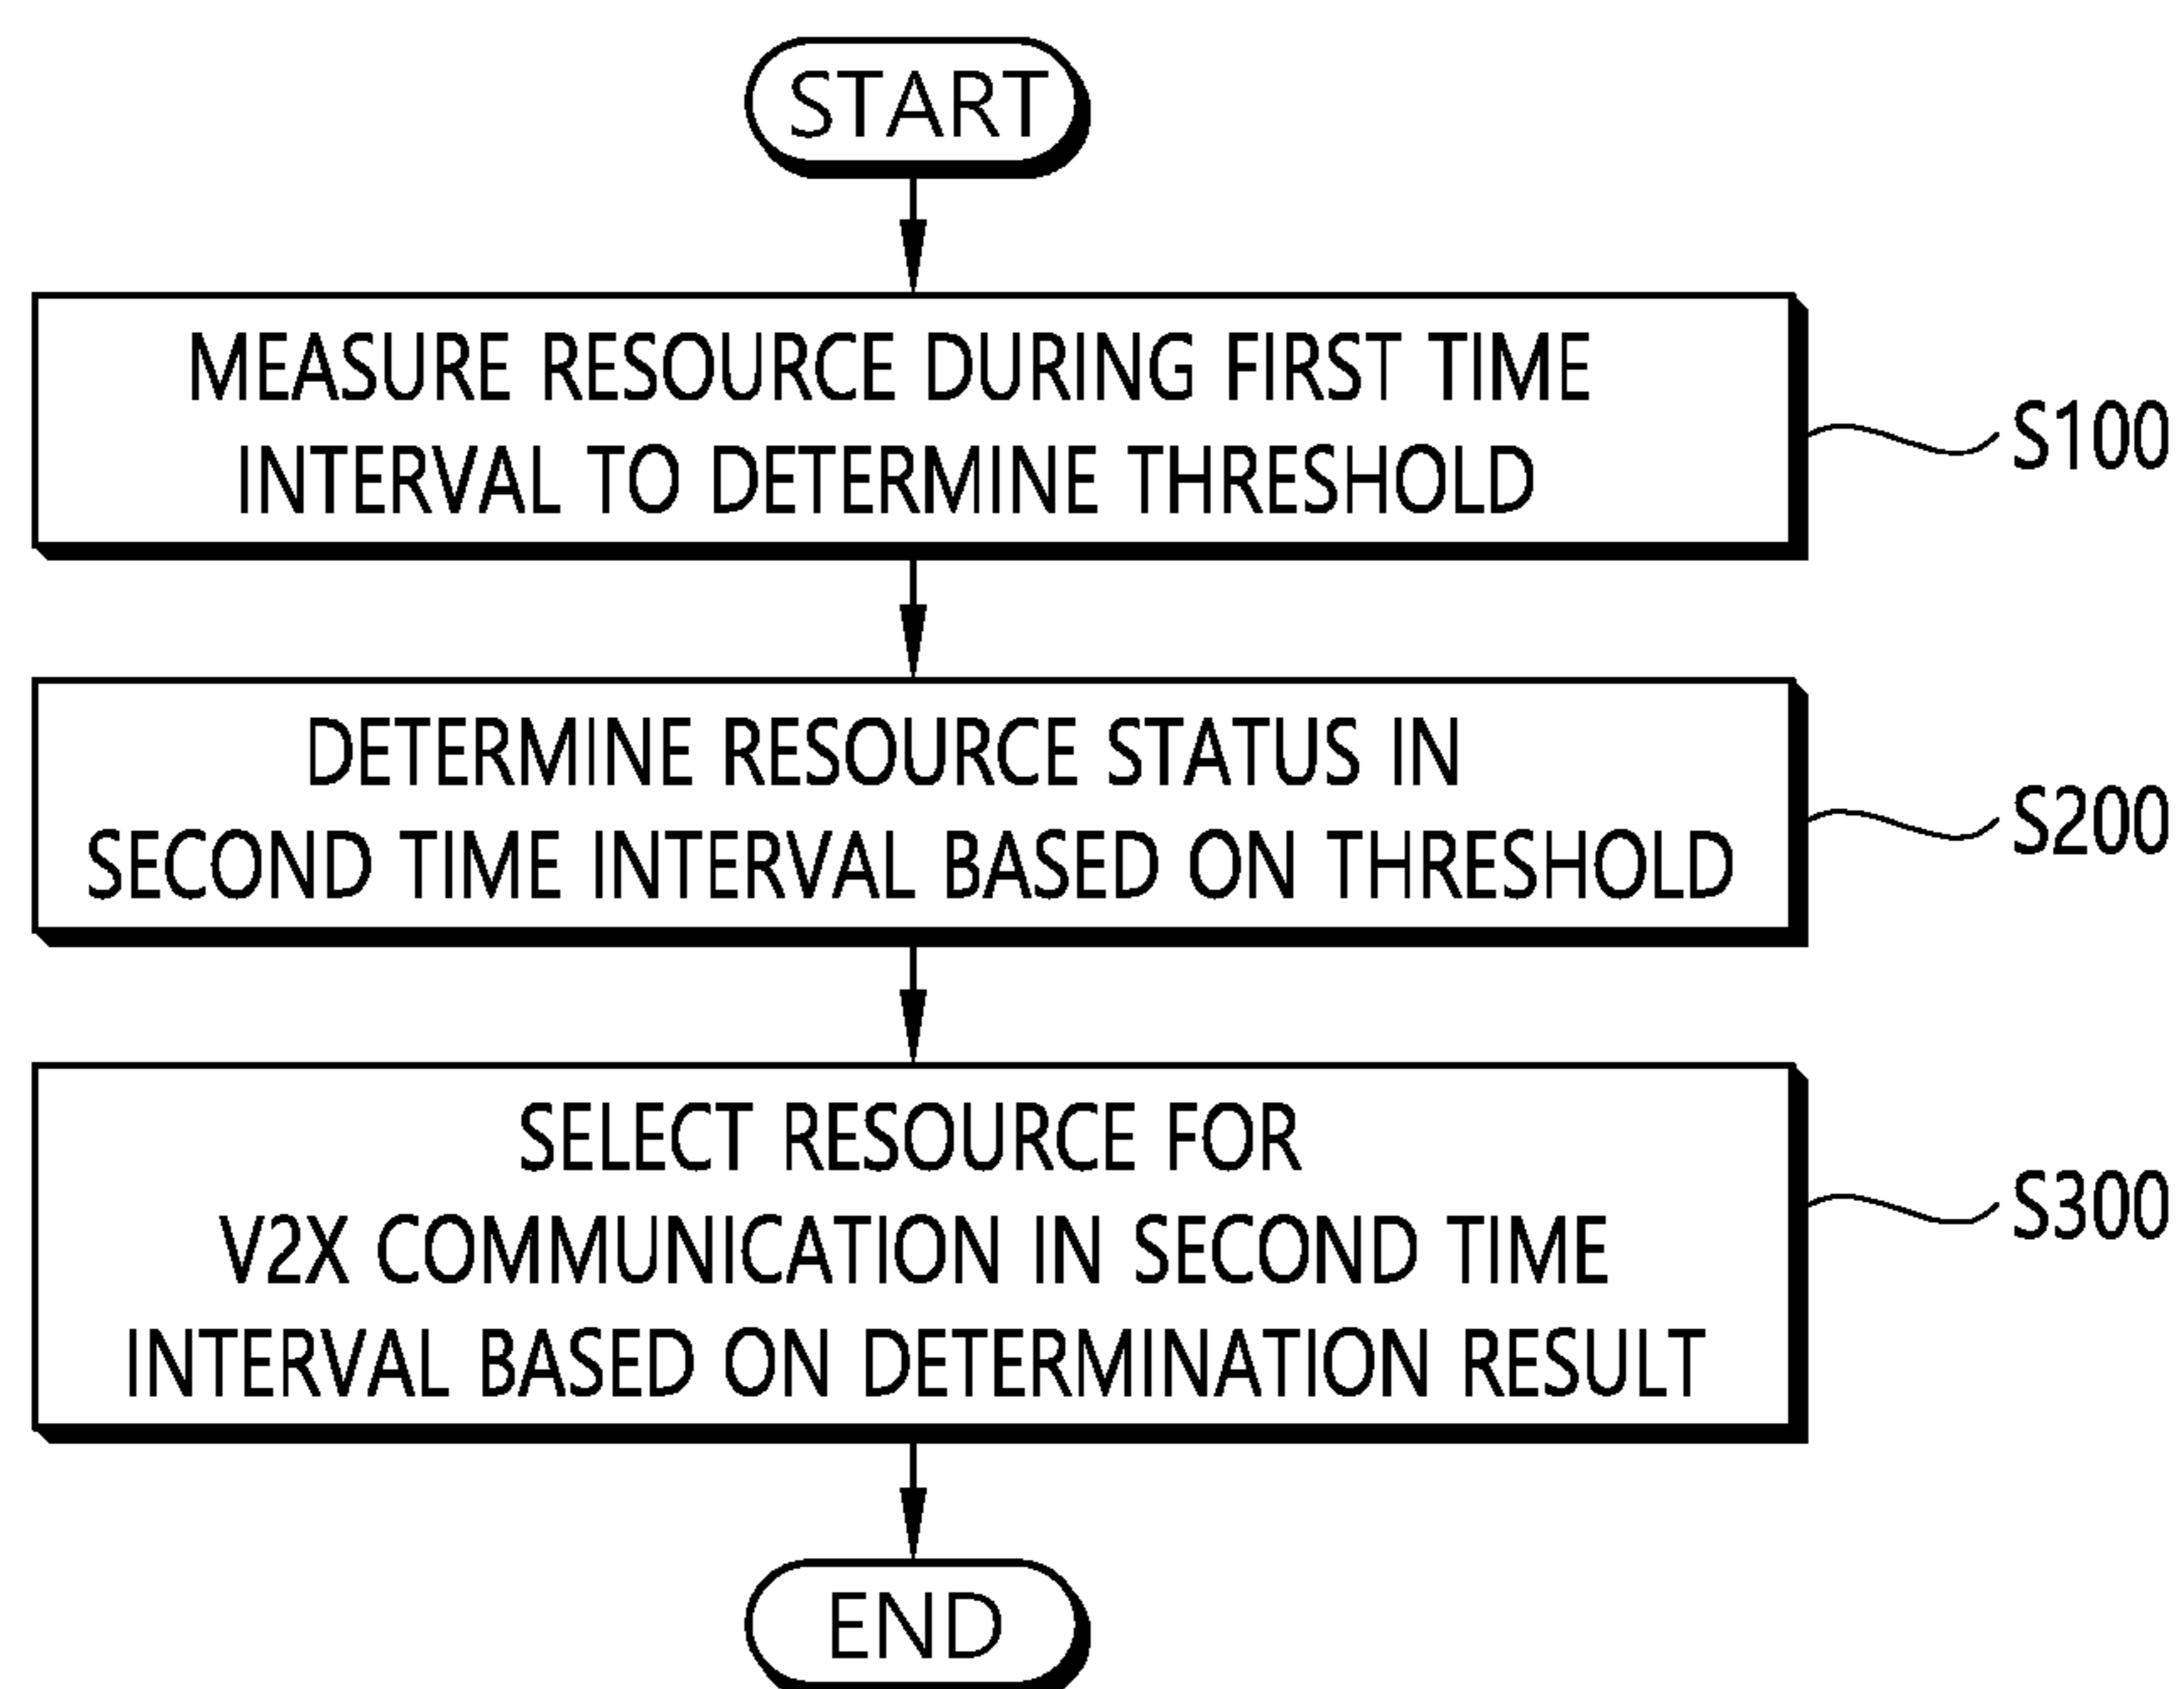 START
MEASURE RESOURCE DURING FIRST TIME
INTERVAL TO DETERMINE THRESHOLD
S100
DETERMINE RESOURCE STATUS IN
SECOND TIME INTERVAL BASED ON THRESHOLD
S200
SELECT RESOURCE FOR
V2X COMMUNICATION IN SECOND TIME
INTERVAL BASED ON DETERMINATION RESULT
S300
END